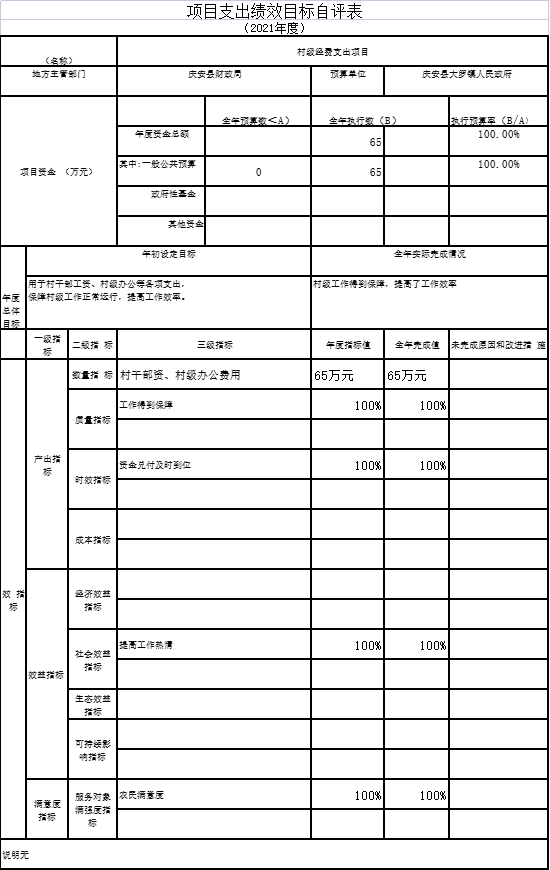 项目支出绩效目标自评表
（2021年度）
（名称） 村级经费支出项目
地方主管部门 庆安县财政局 预算单位 庆安县大罗镇人民政府
项目资金 （万元）
全年预算数<A） 全年执行数（B） 执行预算率（B/A）
年度资金总额 65 100.00%
其中:一般公共预算 0 65 100.00%
政府性基金
其他资金
年度
总体
目标
年初设定目标 全年实际完成情况
用于村干部工资、村级办公等各项支出，
保障村级工作正常运行，提高工作效率。
村级工作得到保障，提高了工作效率
一级指
标
二级指 标 三级指标 年度指标值 全年完成值 未完成原因和改进措 施
效 指
标
产出指
标
数量指 标 村干部资、村级办公费用 65万元 65万元
质量指标 工作得到保障 100% 100%
时效指标 资金兑付及时到位 100% 100%
成本指标
效益指标
经济效益
指标
社会效益
指标
提高工作热情 100% 100%
生态效益
指标
可持续影
响指标
满意度
指标
服务对象
满强度指
标
农民满意度 100% 100%
说明无